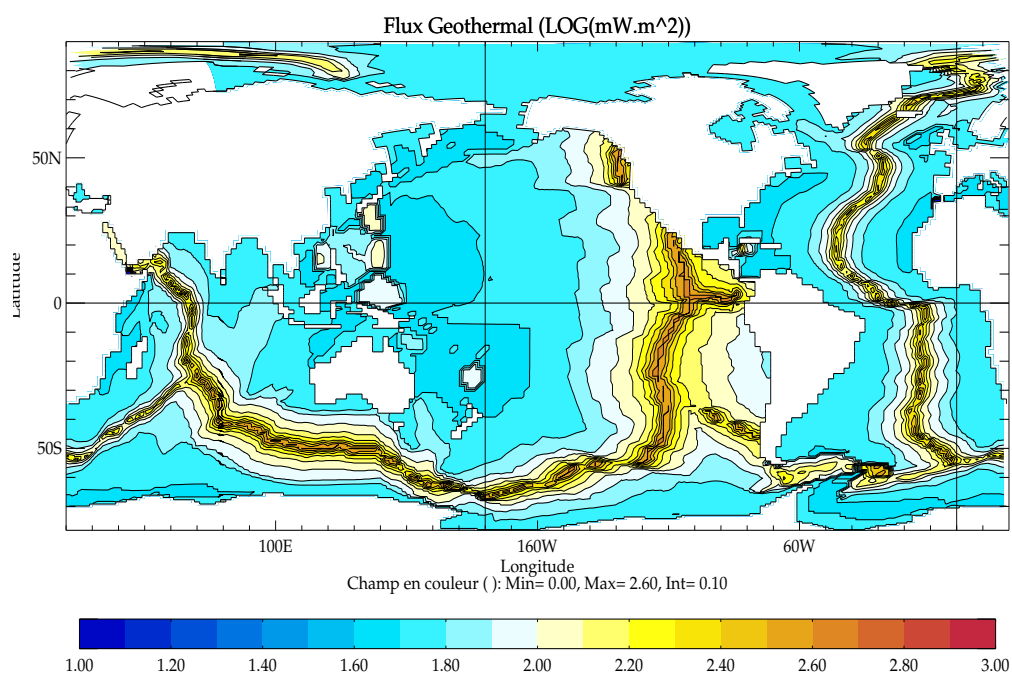 Flux Geothermal (LOG(mW.m^2))
50N
0
50S
Latitude
100E 160W 60W
Longitude
Champ en couleur ( ): Min= 0.00, Max= 2.60, Int= 0.10
1.00 1.20 1.40 1.60 1.80 2.00 2.20 2.40 2.60 2.80 3.00